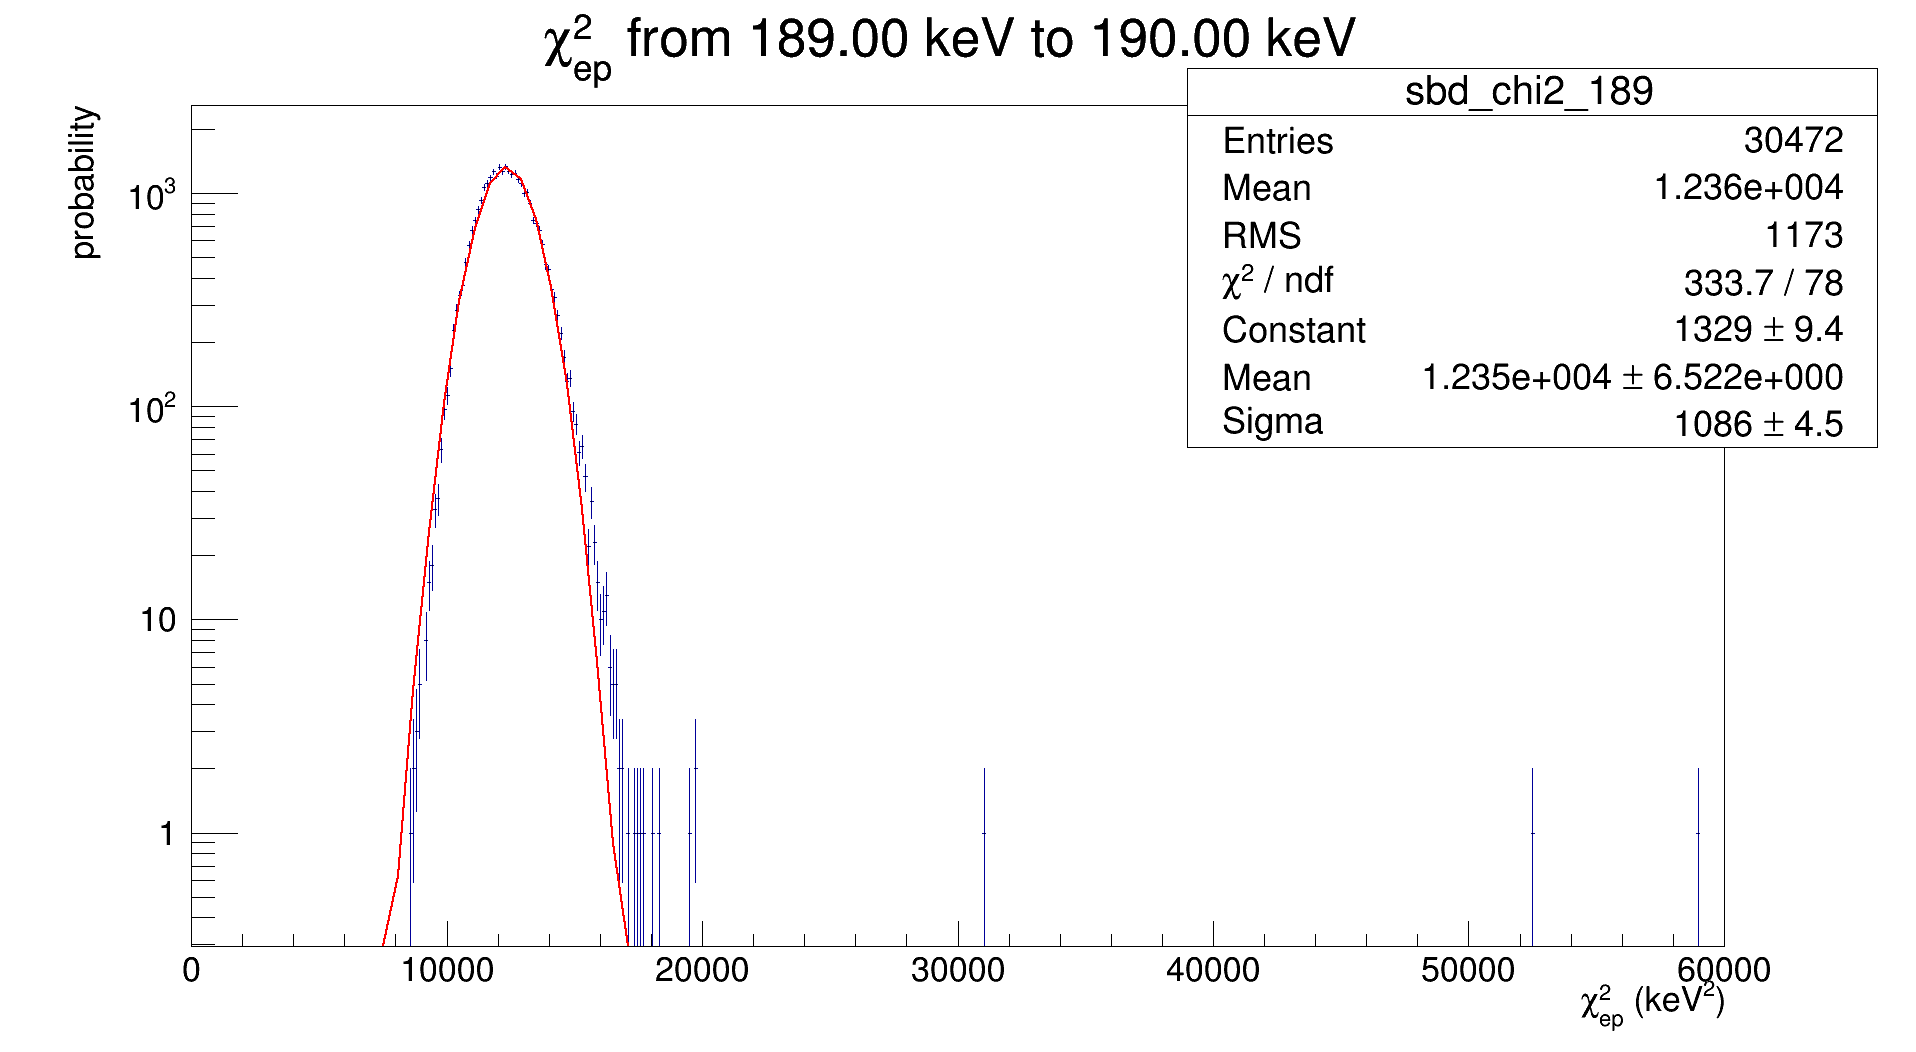 χ²ep from 189.00 keV to 190.00 keV
sbd_chi2_189
Entries 30472
Mean 1.236e+004
RMS 1173
χ² / ndf 333.7 / 78
Constant 1329 ± 9.4
Mean 1.235e+004 ± 6.522e+000
Sigma 1086 ± 4.5
probability
10³
10²
10
1
0 10000 20000 30000 40000 50000 60000
χ²ep (keV²)